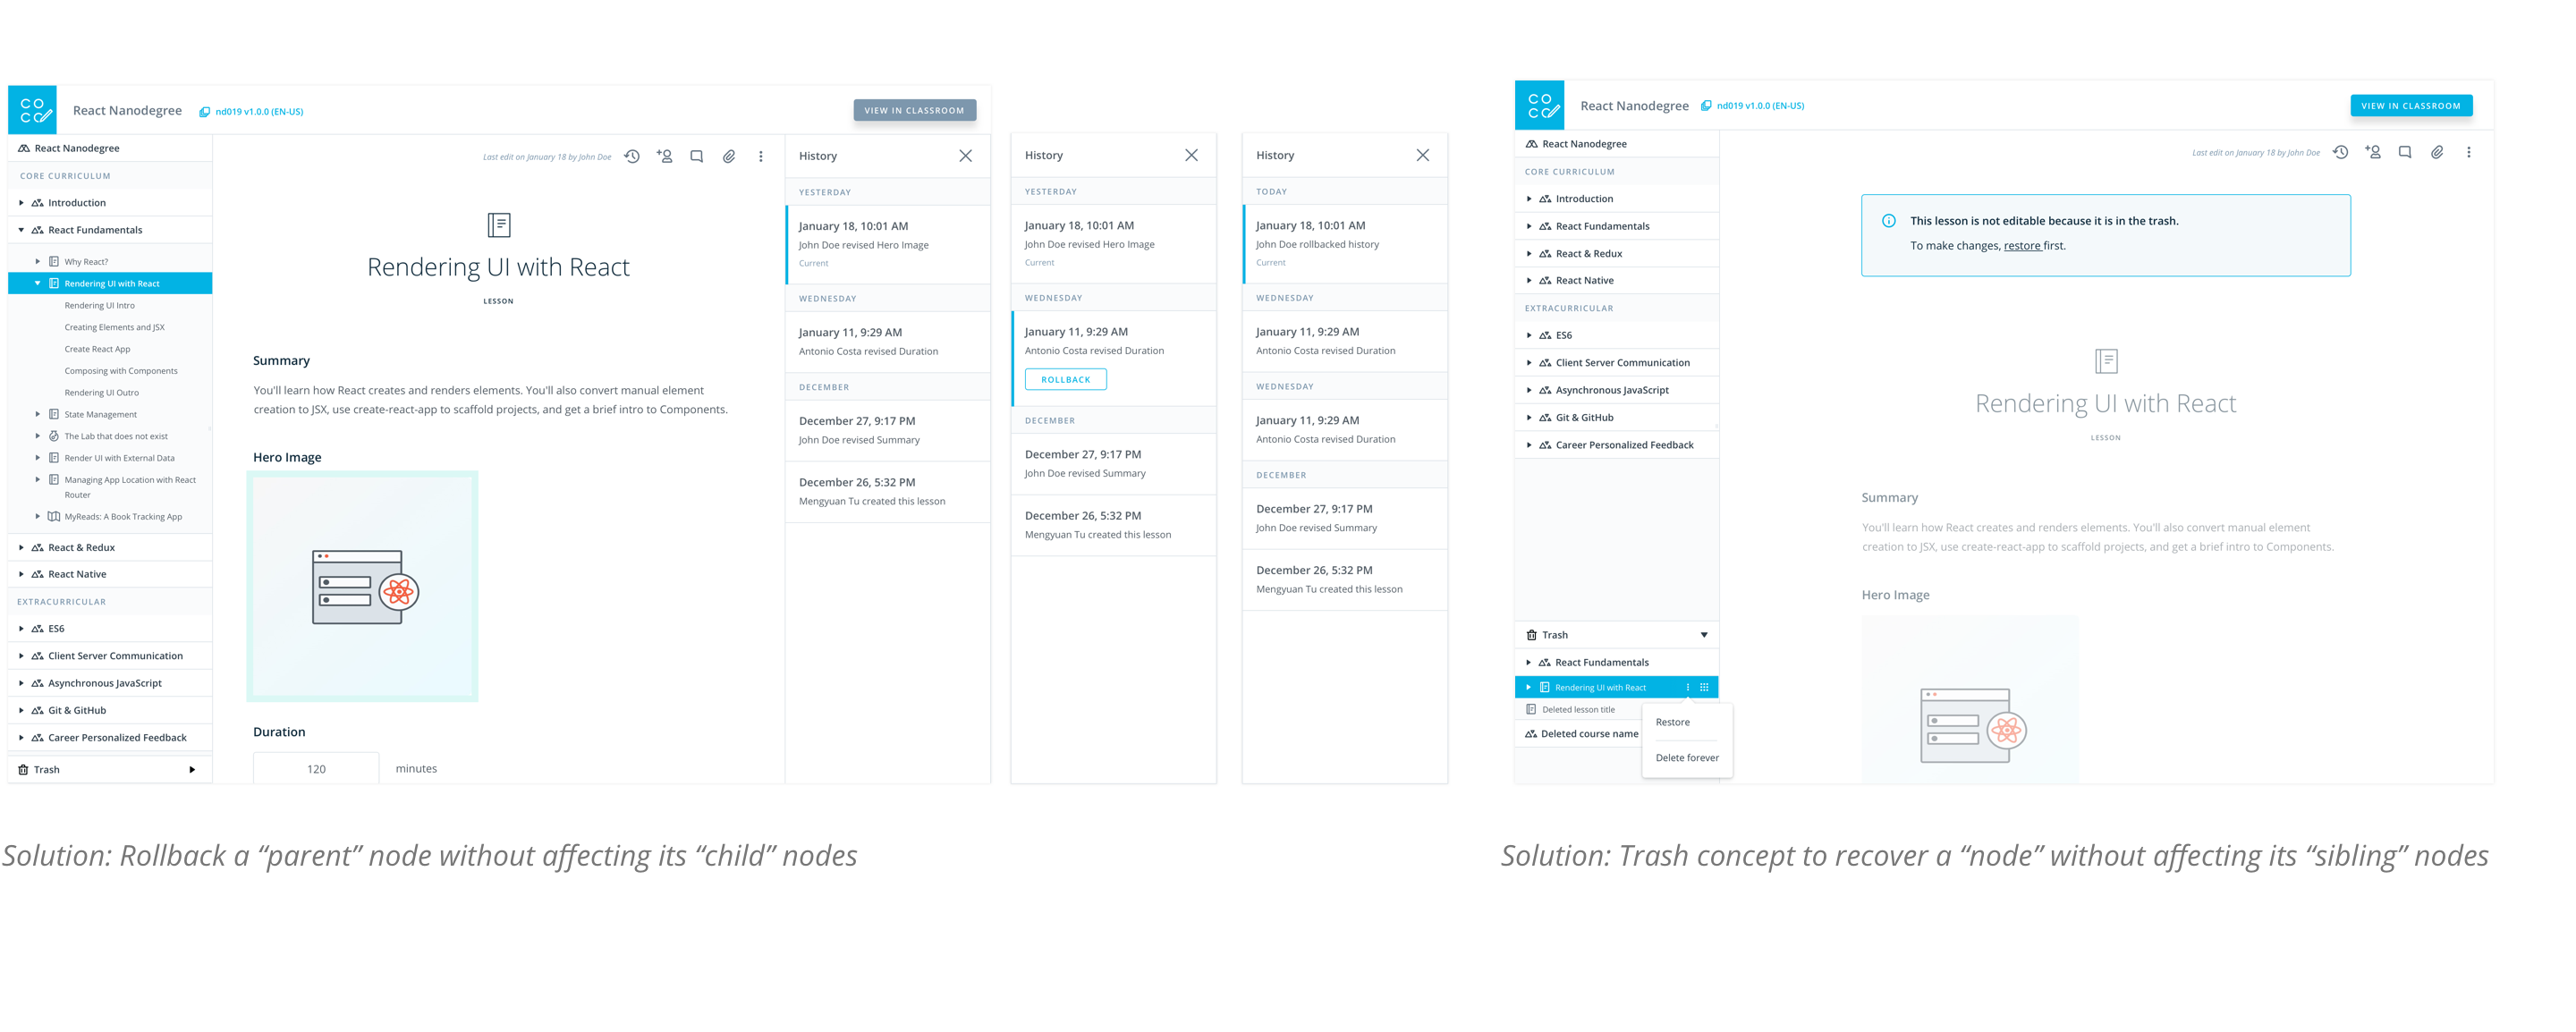 CO
CO
React Nanodegree
nd019 v1.0.0 (EN-US)
VIEW IN CLASSROOM
React Nanodegree
CORE CURRICULUM
Introduction
React Fundamentals
Why React?
Rendering UI with React
Rendering UI Intro
Creating Elements and JSX
Create React App
Composing with Components
Rendering UI Outro
State Management
The Lab that does not exist
Render UI with External Data
Managing App Location with React
Router
MyReads: A Book Tracking App
React & Redux
React Native
EXTRACURRICULAR
ES6
Client Server Communication
Asynchronous JavaScript
Git & GitHub
Career Personalized Feedback
Trash
Last edit on January 18 by John Doe
Rendering UI with React
LESSON
Summary
You'll learn how React creates and renders elements. You'll also convert manual element
creation to JSX, use create-react-app to scaffold projects, and get a brief intro to Components.
Hero Image
Duration
120
minutes
History
YESTERDAY
January 18, 10:01 AM
John Doe revised Hero Image
Current
WEDNESDAY
January 11, 9:29 AM
Antonio Costa revised Duration
DECEMBER
December 27, 9:17 PM
John Doe revised Summary
December 26, 5:32 PM
Mengyuan Tu created this lesson
History
YESTERDAY
January 18, 10:01 AM
John Doe revised Hero Image
Current
WEDNESDAY
January 11, 9:29 AM
Antonio Costa revised Duration
ROLLBACK
DECEMBER
December 27, 9:17 PM
John Doe revised Summary
December 26, 5:32 PM
Mengyuan Tu created this lesson
History
TODAY
January 18, 10:01 AM
John Doe rollbacked history
Current
WEDNESDAY
January 11, 9:29 AM
Antonio Costa revised Duration
WEDNESDAY
January 11, 9:29 AM
Antonio Costa revised Duration
DECEMBER
December 27, 9:17 PM
John Doe revised Summary
December 26, 5:32 PM
Mengyuan Tu created this lesson
Solution: Rollback a “parent” node without affecting its “child” nodes
CO
CO
React Nanodegree
nd019 v1.0.0 (EN-US)
VIEW IN CLASSROOM
React Nanodegree
CORE CURRICULUM
Introduction
React Fundamentals
React & Redux
React Native
EXTRACURRICULAR
ES6
Client Server Communication
Asynchronous JavaScript
Git & GitHub
Career Personalized Feedback
Trash
React Fundamentals
Rendering UI with React
Deleted lesson title
Deleted course name
Restore
Delete forever
Last edit on January 18 by John Doe
This lesson is not editable because it is in the trash.
To make changes, restore first.
Rendering UI with React
LESSON
Summary
You'll learn how React creates and renders elements. You'll also convert manual element
creation to JSX, use create-react-app to scaffold projects, and get a brief intro to Components.
Hero Image
Solution: Trash concept to recover a “node” without affecting its “sibling” nodes